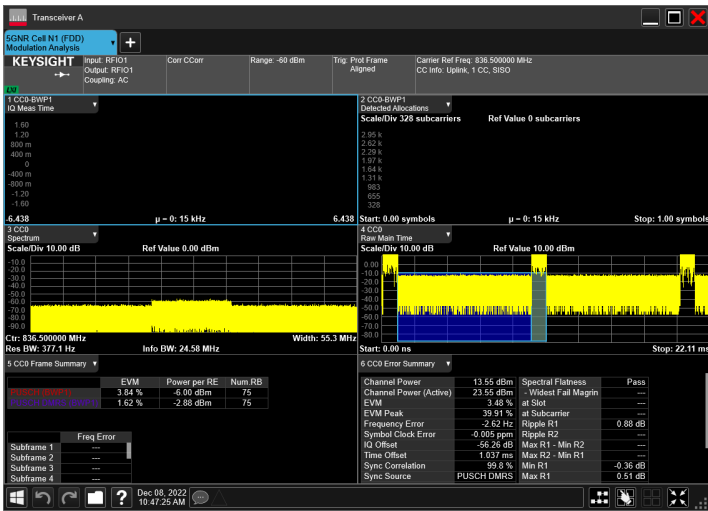 Transceiver A
5GNR Cell N1 (FDD)
Modulation Analysis
KEYSIGHT
Input: RFIO1
Output: RFIO1
Coupling: AC
Corr CCorr
Range: -60 dBm
Trig: Prot Frame
Aligned
Carrier Ref Freq: 836.500000 MHz
CC Info: Uplink, 1 CC, SISO
1 CC0-BWP1
IQ Meas Time
1.60
1.20
800 m
400 m
0
-400 m
-800 m
-1.20
-1.60
-6.438
μ = 0: 15 kHz
6.438
2 CC0-BWP1
Detected Allocations
Scale/Div 328 subcarriers
Ref Value 0 subcarriers
2.95 k
2.62 k
2.29 k
1.97 k
1.64 k
1.31 k
983
655
328
Start: 0.00 symbols
μ = 0: 15 kHz
Stop: 1.00 symbols
3 CC0
Spectrum
Scale/Div 10.00 dB
Ref Value 0.00 dBm
-10.0
-20.0
-30.0
-40.0
-50.0
-60.0
-70.0
-80.0
-90.0
Ctr: 836.500000 MHz
Width: 55.3 MHz
Res BW: 377.1 Hz
Info BW: 24.58 MHz
4 CC0
Raw Main Time
Scale/Div 10.00 dB
Ref Value 10.00 dBm
0.00
-10.0
-20.0
-30.0
-40.0
-50.0
-60.0
-70.0
-80.0
Start: 0.00 ns
Stop: 22.11 ms
5 CC0 Frame Summary
EVM Power per RE Num.RB
3.84 % -6.00 dBm 75
1.62 % -2.88 dBm 75
Freq Error
Subframe 1 ---
Subframe 2 ---
Subframe 3 ---
Subframe 4 ---
6 CC0 Error Summary
Channel Power 13.55 dBm Spectral Flatness Pass
Channel Power (Active) 23.55 dBm - Widest Fail Magrin ---
EVM 3.48 % at Slot ---
EVM Peak 39.91 % at Subcarrier ---
Frequency Error -2.62 Hz Ripple R1 0.88 dB
Symbol Clock Error -0.005 ppm Ripple R2 ---
IQ Offset -56.26 dB Max R1 - Min R2 ---
Time Offset 1.037 ms Max R2 - Min R1 ---
Sync Correlation 99.8 % Min R1 -0.36 dB
Sync Source PUSCH DMRS Max R1 0.51 dB
Dec 08, 2022
10:47:25 AM